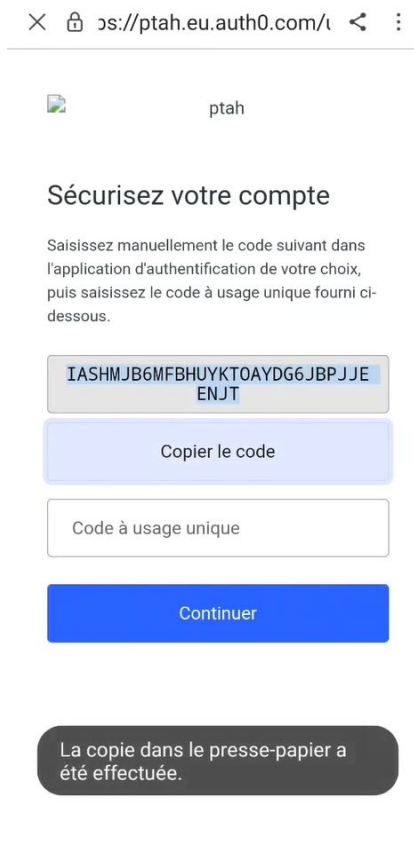 ps://ptah.eu.auth0.com/u
ptah
Sécurisez votre compte
Saisissez manuellement le code suivant dans
l'application d'authentification de votre choix,
puis saisissez le code à usage unique fourni ci-
dessous.
IASHMJB6MFBHUYKTOAYDG6JBPJJE
ENJT
Copier le code
Code à usage unique
Continuer
La copie dans le presse-papier a
été effectuée.